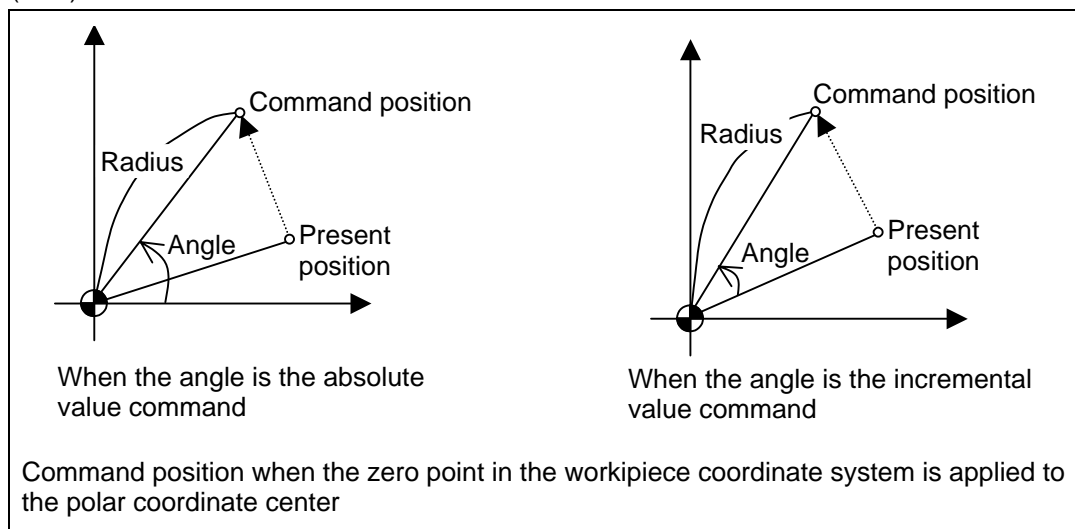 Command position
Radius
Angle
Present
position
When the angle is the absolute
value command
Command position
Radius
Angle
Present
position
When the angle is the incremental
value command
Command position when the zero point in the workipiece coordinate system is applied to
the polar coordinate center